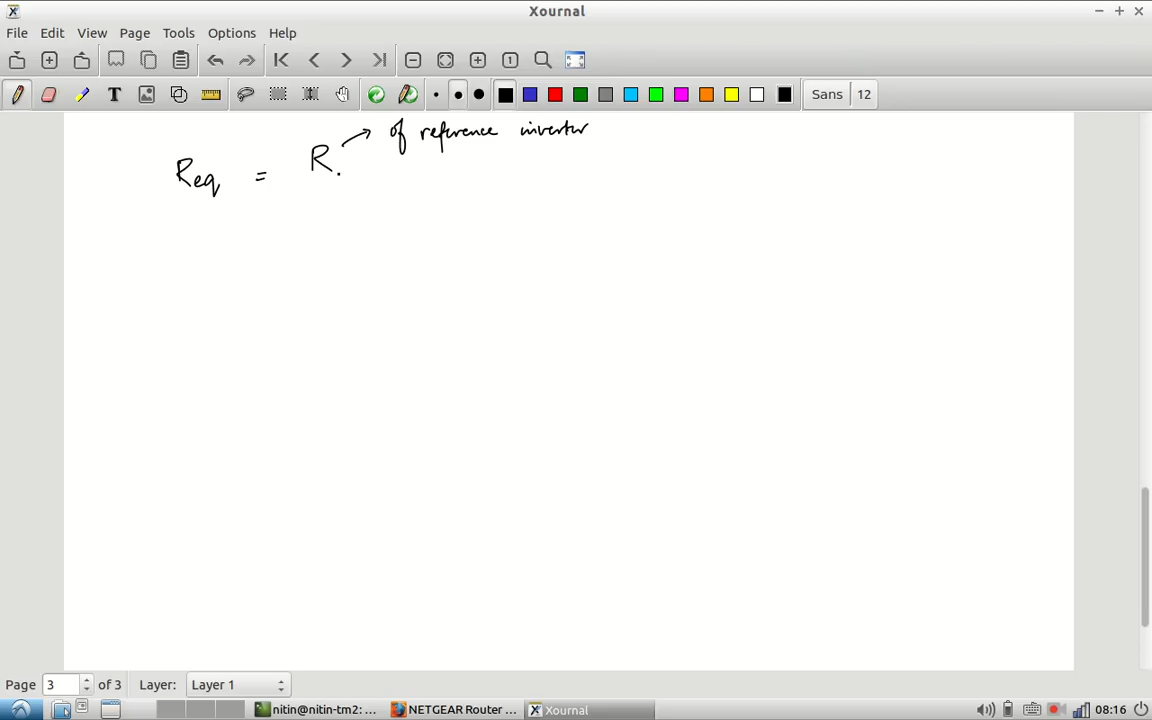 Xournal
File Edit View Page Tools Options Help
Sans 12
of reference inverter
Req = R.
Page 3 of 3 Layer: Layer 1
nitin@nitin-tm2: ... NETGEAR Router ... Xournal 08:16